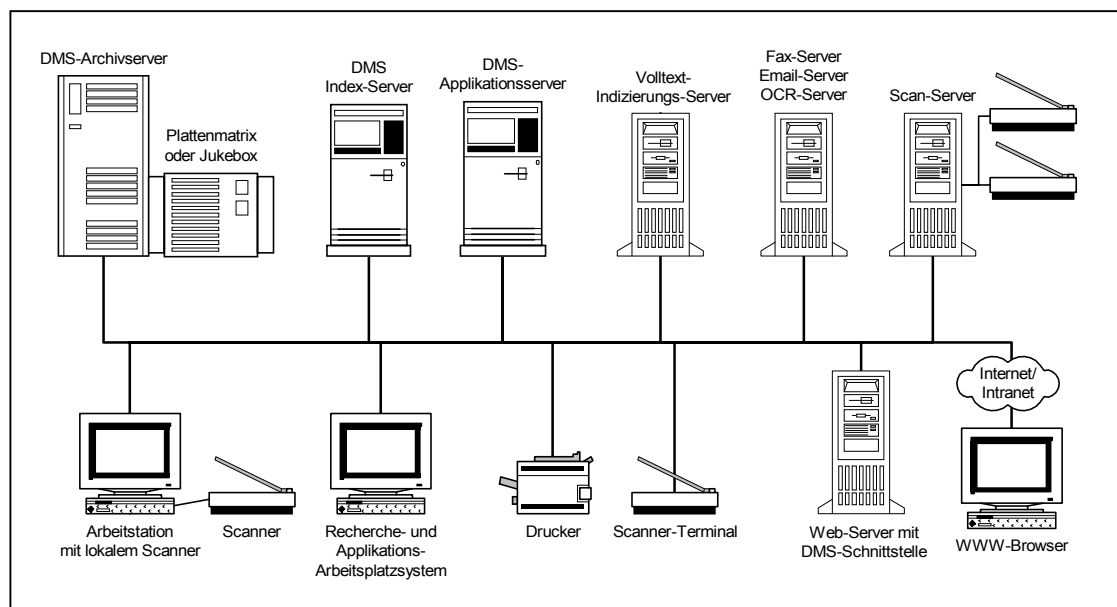 DMS-Archivserver
Plattenmatrix
oder Jukebox
DMS
Index-Server
DMS-
Applikationsserver
Volltext-
Indizierungs-Server
Fax-Server
Email-Server
OCR-Server
Scan-Server
Internet/
Intranet
Arbeitstation
mit lokalem Scanner
Scanner
Recherche- und
Applikations-
Arbeitsplatzsystem
Drucker
Scanner-Terminal
Web-Server mit
DMS-Schnittstelle
WWW-Browser